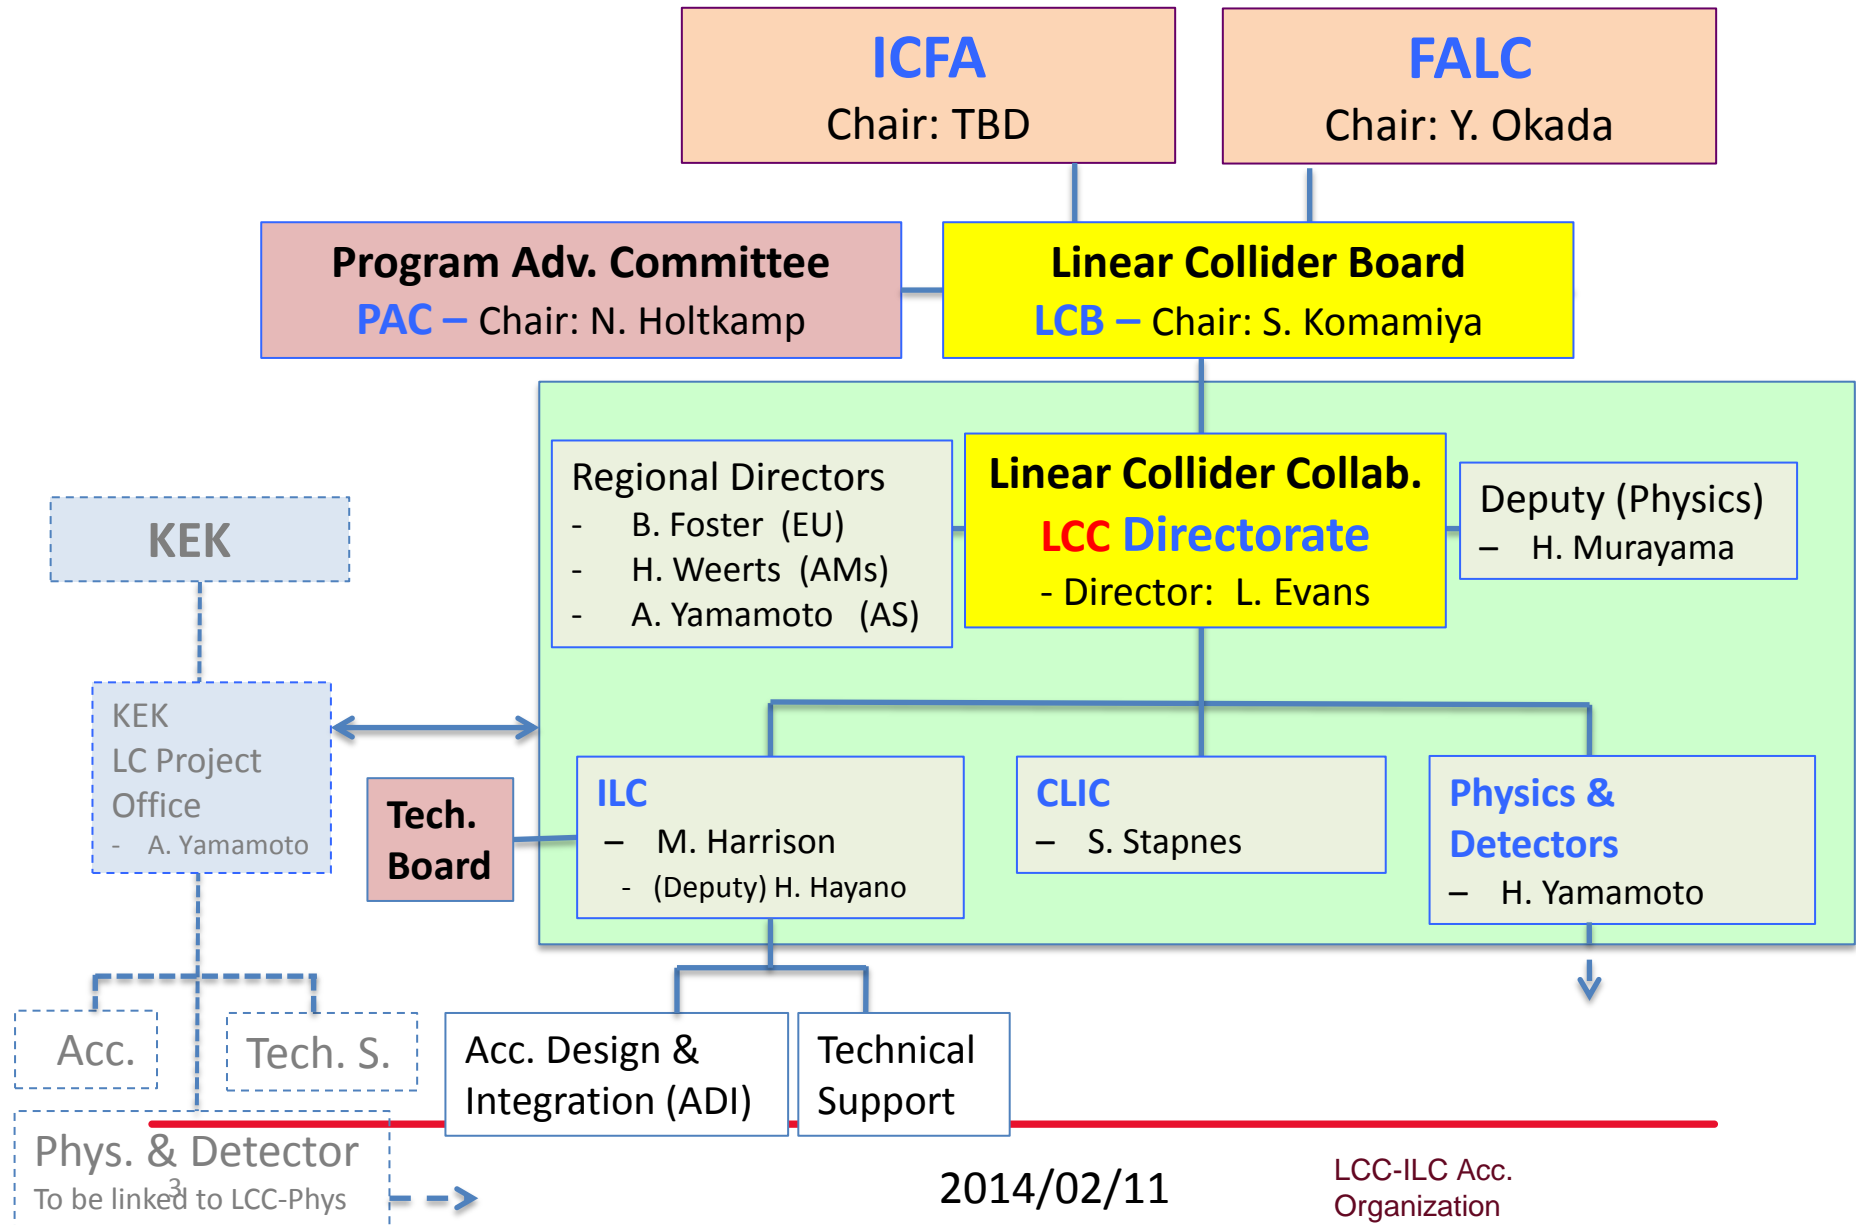 ICFA
Chair: TBD
FALC
Chair: Y. Okada
Program Adv. Committee
PAC – Chair: N. Holtkamp
Linear Collider Board
LCB – Chair: S. Komamiya
Regional Directors
- B. Foster (EU)
- H. Weerts (AMs)
- A. Yamamoto (AS)
Linear Collider Collab.
LCC Directorate
- Director: L. Evans
Deputy (Physics)
– H. Murayama
KEK
KEK
LC Project
Office
- A. Yamamoto
Tech.
Board
ILC
– M. Harrison
- (Deputy) H. Hayano
CLIC
– S. Stapnes
Physics &
Detectors
– H. Yamamoto
Acc.
Tech. S.
Acc. Design &
Integration (ADI)
Technical
Support
Phys. & Detector
To be linked to LCC-Phys
3
2014/02/11
LCC-ILC Acc.
Organization